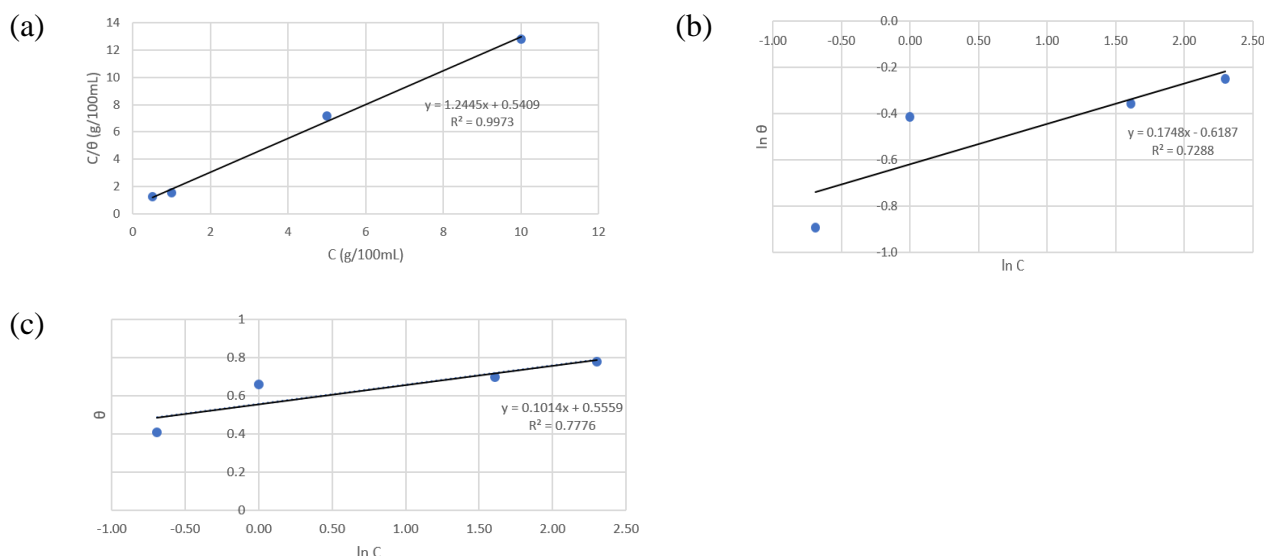 (a)
14
12
10
8
6
4
2
0
C/θ (g/100mL)
y = 1.2445x + 0.5409
R² = 0.9973
0 2 4 6 8 10 12
C (g/100mL)
(b)
0.0
-1.00 -0.50 0.00 0.50 1.00 1.50 2.00 2.50
-0.2
-0.4
-0.6
-0.8
-1.0
ln θ
y = 0.1748x - 0.6187
R² = 0.7288
ln C
(c)
1
0.8
0.6
0.4
0.2
0
θ
y = 0.1014x + 0.5559
R² = 0.7776
-1.00 -0.50 0.00 0.50 1.00 1.50 2.00 2.50
ln C